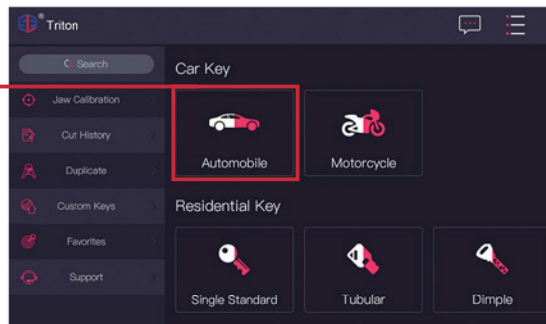 Triton
Search
Jaw Calibration
Cut History
Duplicate
Custom Keys
Favorites
Support
Car Key
Automobile
Motorcycle
Residential Key
Single Standard
Tubular
Dimple